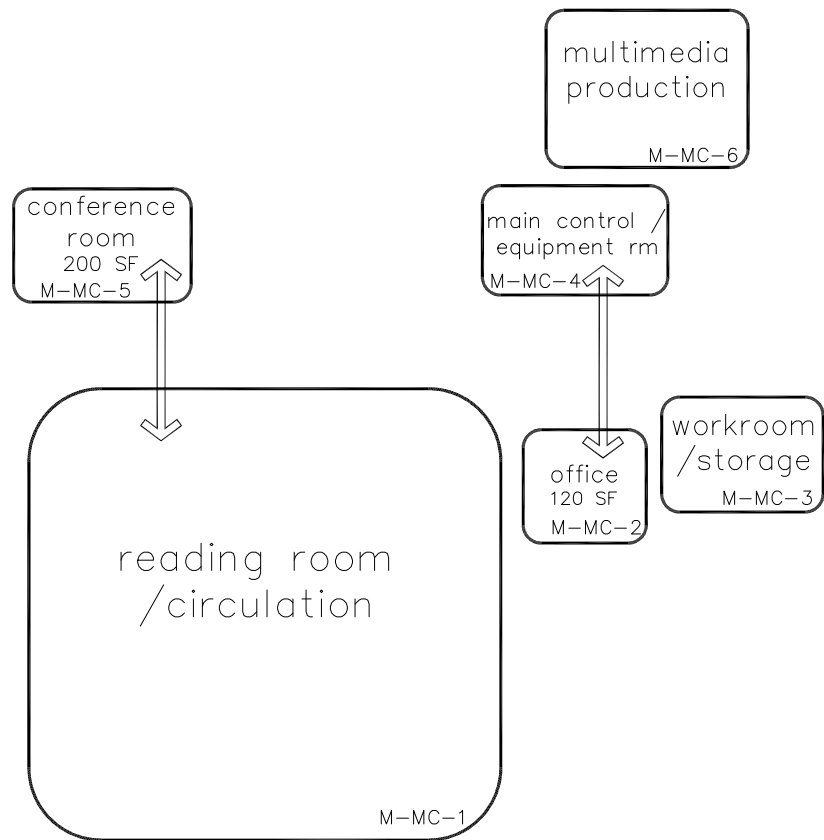 multimedia
production
M-MC-6
conference
room
200 SF
M-MC-5
main control /
equipment rm
M-MC-4
workroom
/storage
M-MC-3
office
120 SF
M-MC-2
reading room
/circulation
M-MC-1